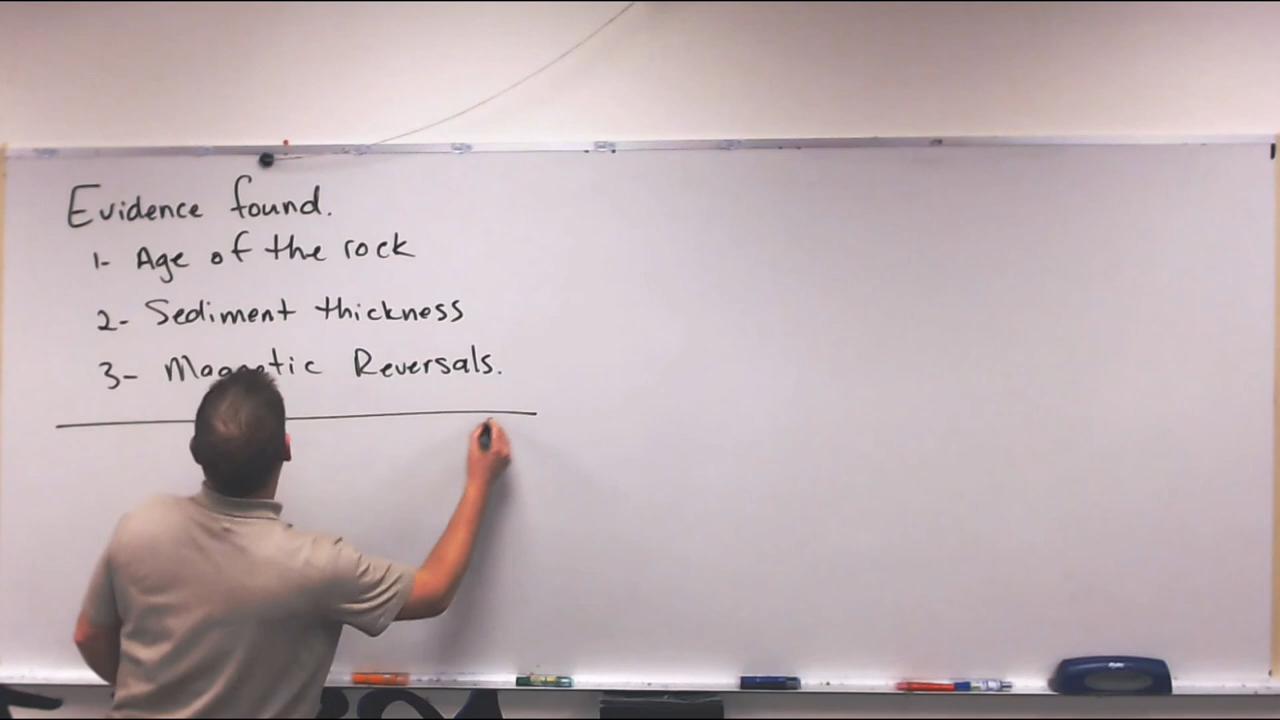 Evidence found.
1- Age of the rock
2- Sediment thickness
3- Magnetic Reversals.